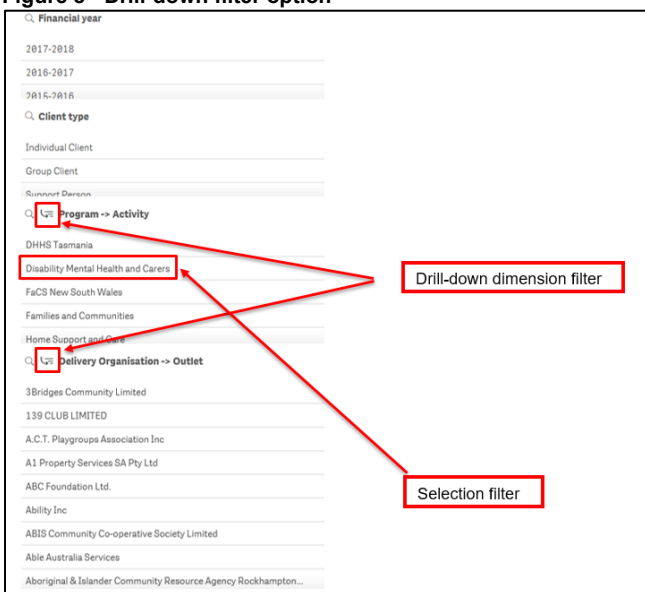 Figure 3 - Drill-down filter option
Financial year
2017-2018
2016-2017
2015-2016
Client type
Individual Client
Group Client
Support Person
Program -> Activity
DHHS Tasmania
Disability Mental Health and Carers
FaCS New South Wales
Families and Communities
Home Support and Care
Delivery Organisation -> Outlet
3Bridges Community Limited
139 CLUB LIMITED
A.C.T. Playgroups Association Inc
A1 Property Services SA Pty Ltd
ABC Foundation Ltd.
Ability Inc
ABIS Community Co-operative Society Limited
Able Australia Services
Aboriginal & Islander Community Resource Agency Rockhampton...
Drill-down dimension filter
Selection filter